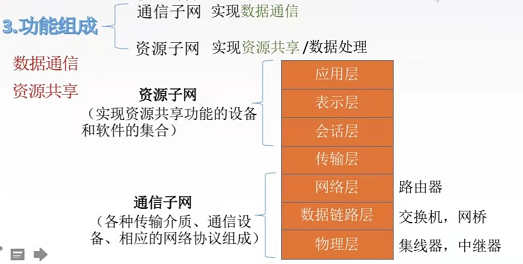 通信子网 实现数据通信
3.功能组成
资源子网 实现资源共享/数据处理
数据通信
资源共享
资源子网
（实现资源共享功能的设备
和软件的集合）
应用层
表示层
会话层
传输层
通信子网
（各种传输介质、通信设
备、相应的网络协议组成）
网络层 路由器
数据链路层 交换机，网桥
物理层 集线器，中继器